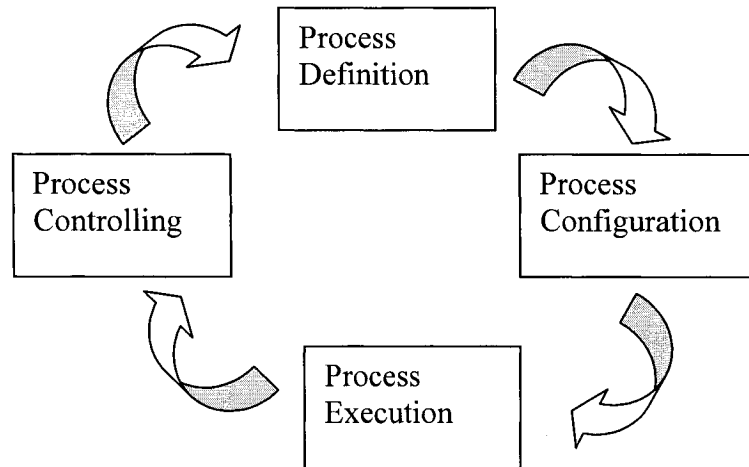 Process
Definition
Process
Configuration
Process
Execution
Process
Controlling